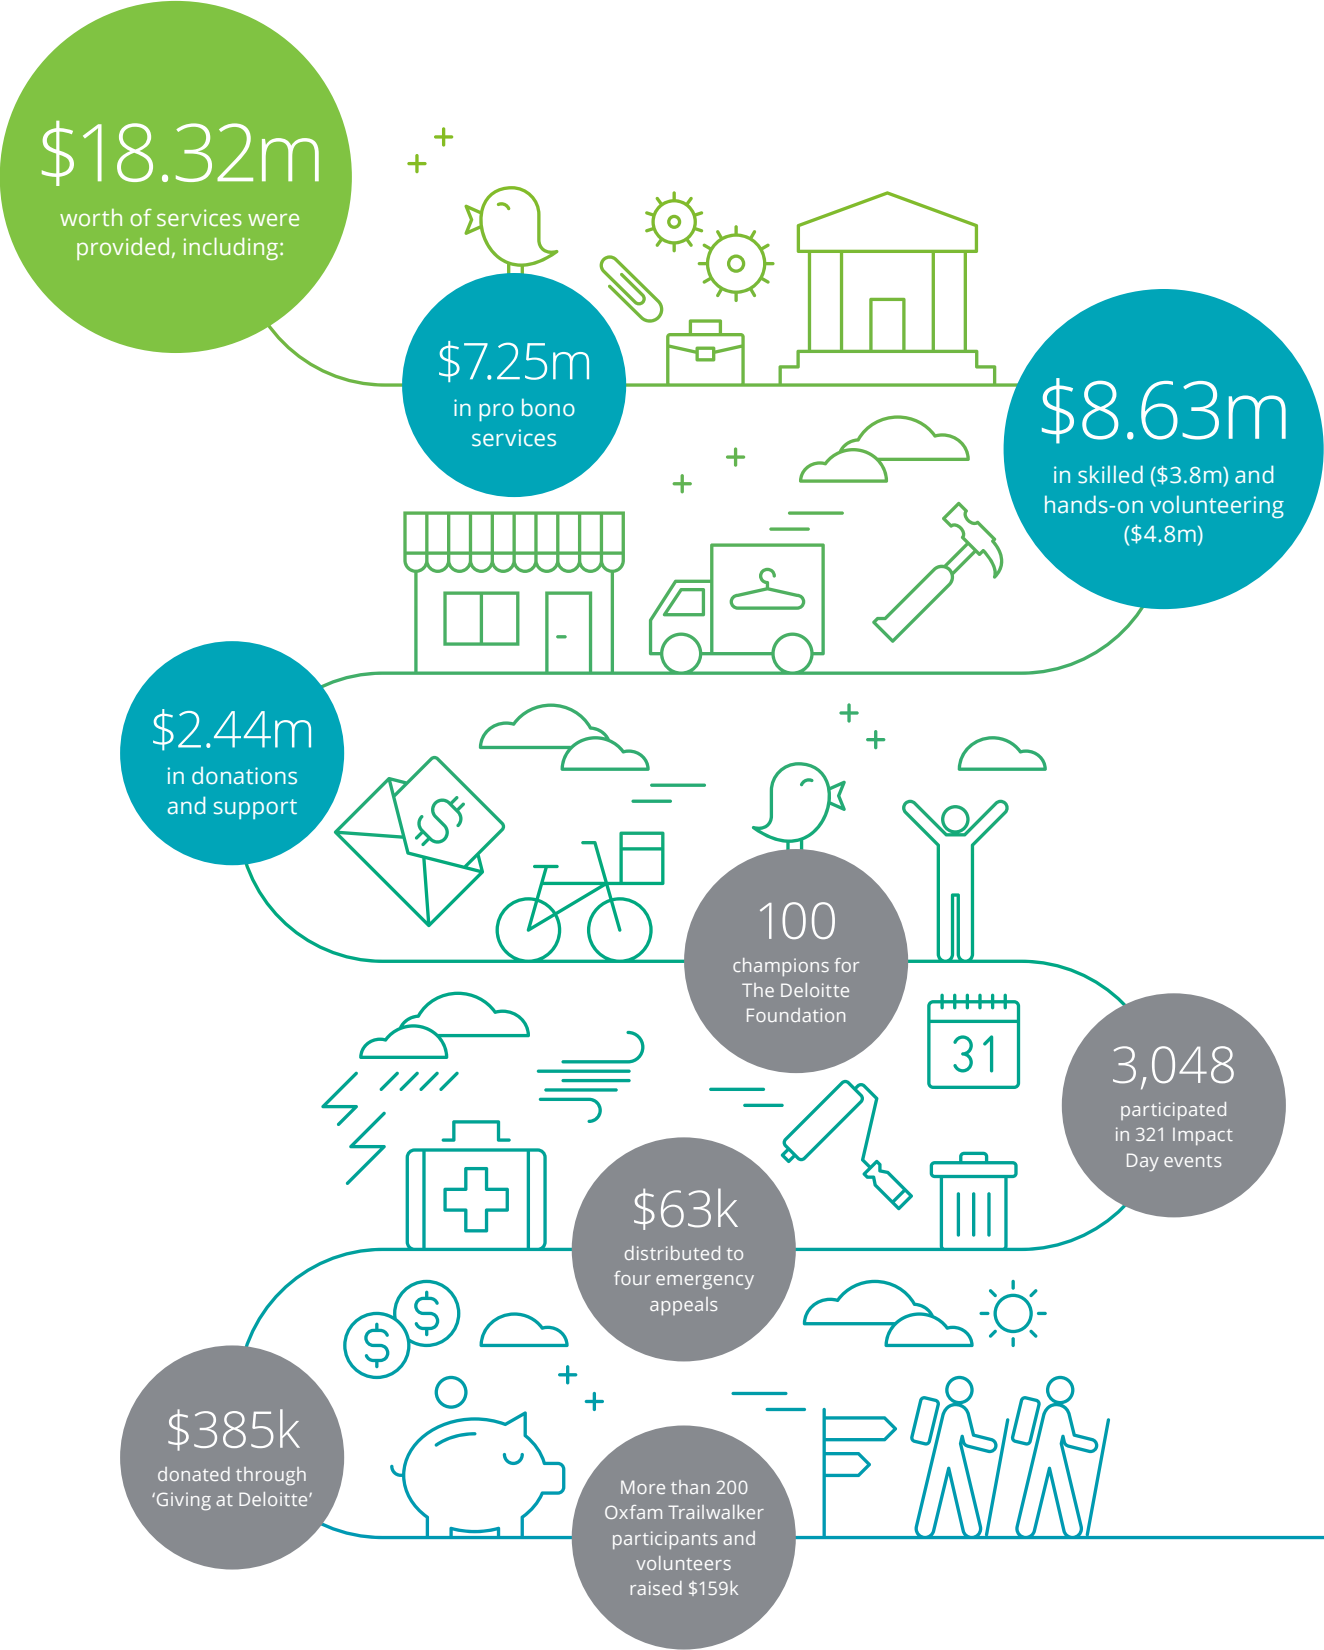 $18.32m
worth of services were
provided, including:
$7.25m
in pro bono
services
$8.63m
in skilled ($3.8m) and
hands-on volunteering
($4.8m)
$2.44m
in donations
and support
$
100
champions for
The Deloitte
Foundation
31
3,048
participated
in 321 Impact
Day events
$63k
distributed to
four emergency
appeals
$
$
$385k
donated through
‘Giving at Deloitte’
More than 200
Oxfam Trailwalker
participants and
volunteers
raised $159k